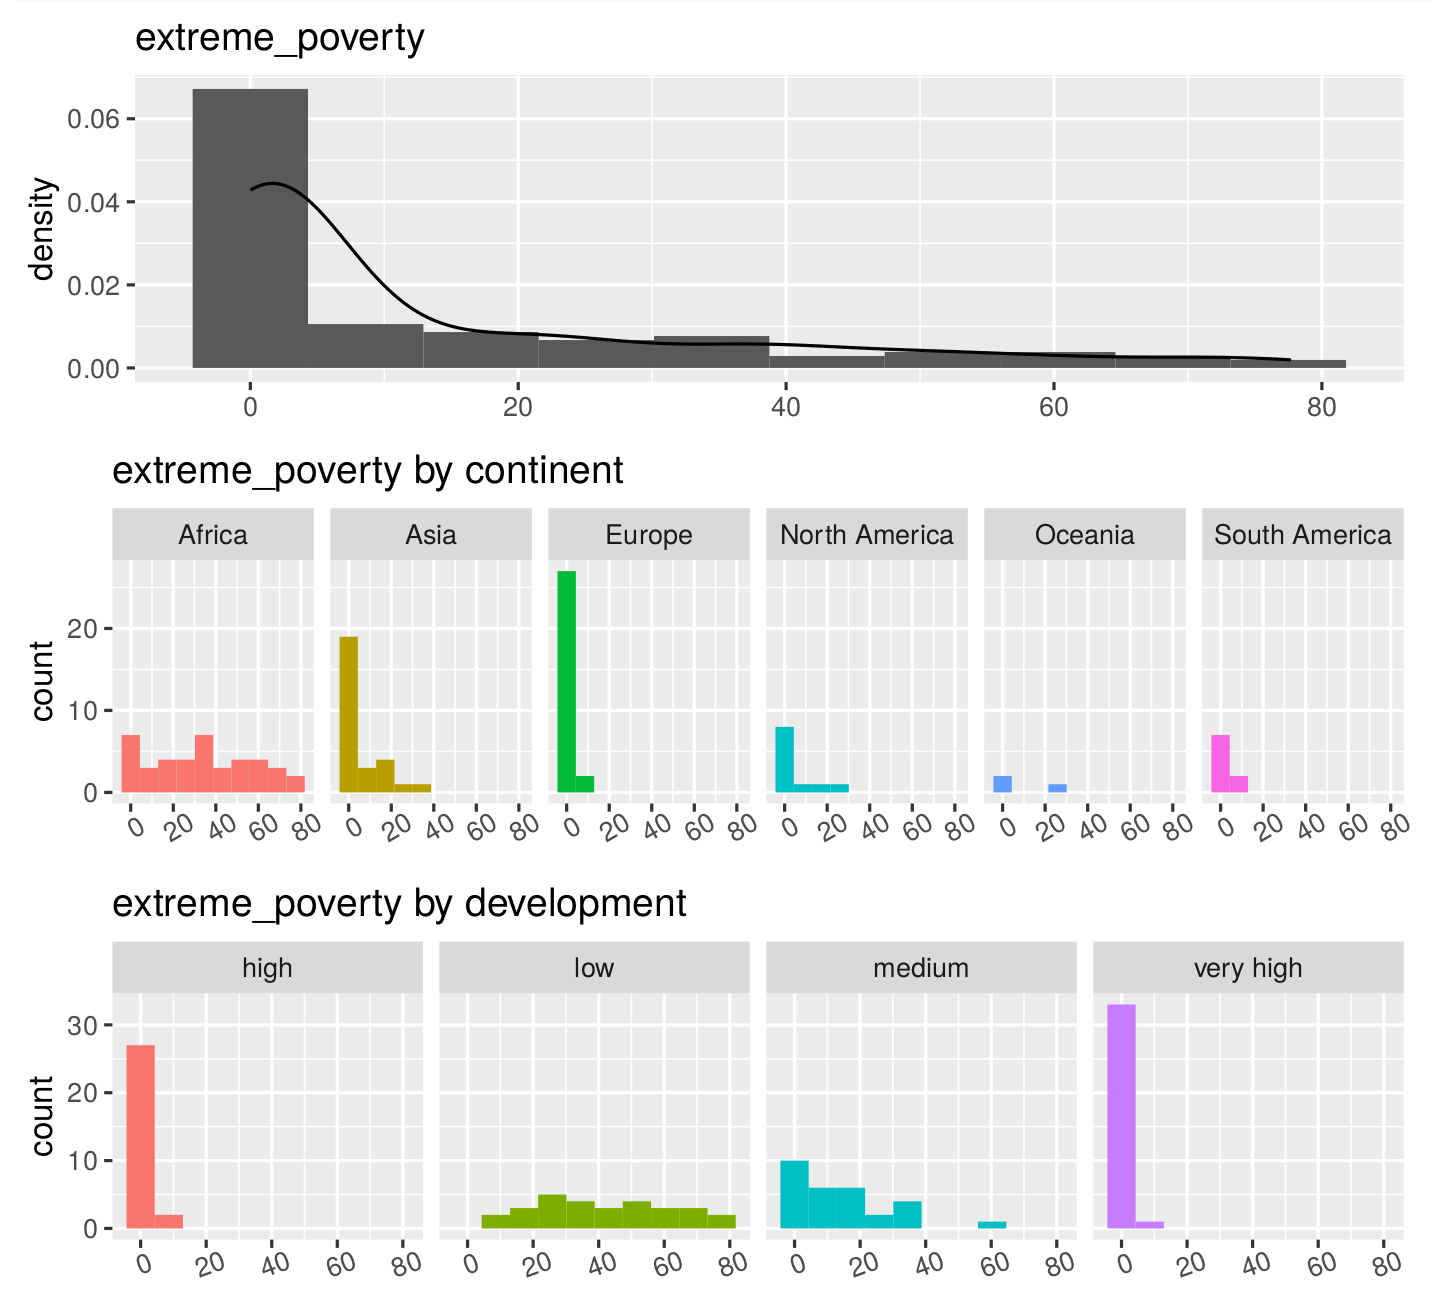 extreme_poverty
density
0.06
0.04
0.02
0.00
0 20 40 60 80
extreme_poverty by continent
Africa Asia Europe North America Oceania South America
count
20
10
0
0 20 40 60 80 0 20 40 60 80 0 20 40 60 80 0 20 40 60 80 0 20 40 60 80 0 20 40 60 80
extreme_poverty by development
high low medium very high
count
30
20
10
0
0 20 40 60 80 0 20 40 60 80 0 20 40 60 80 0 20 40 60 80